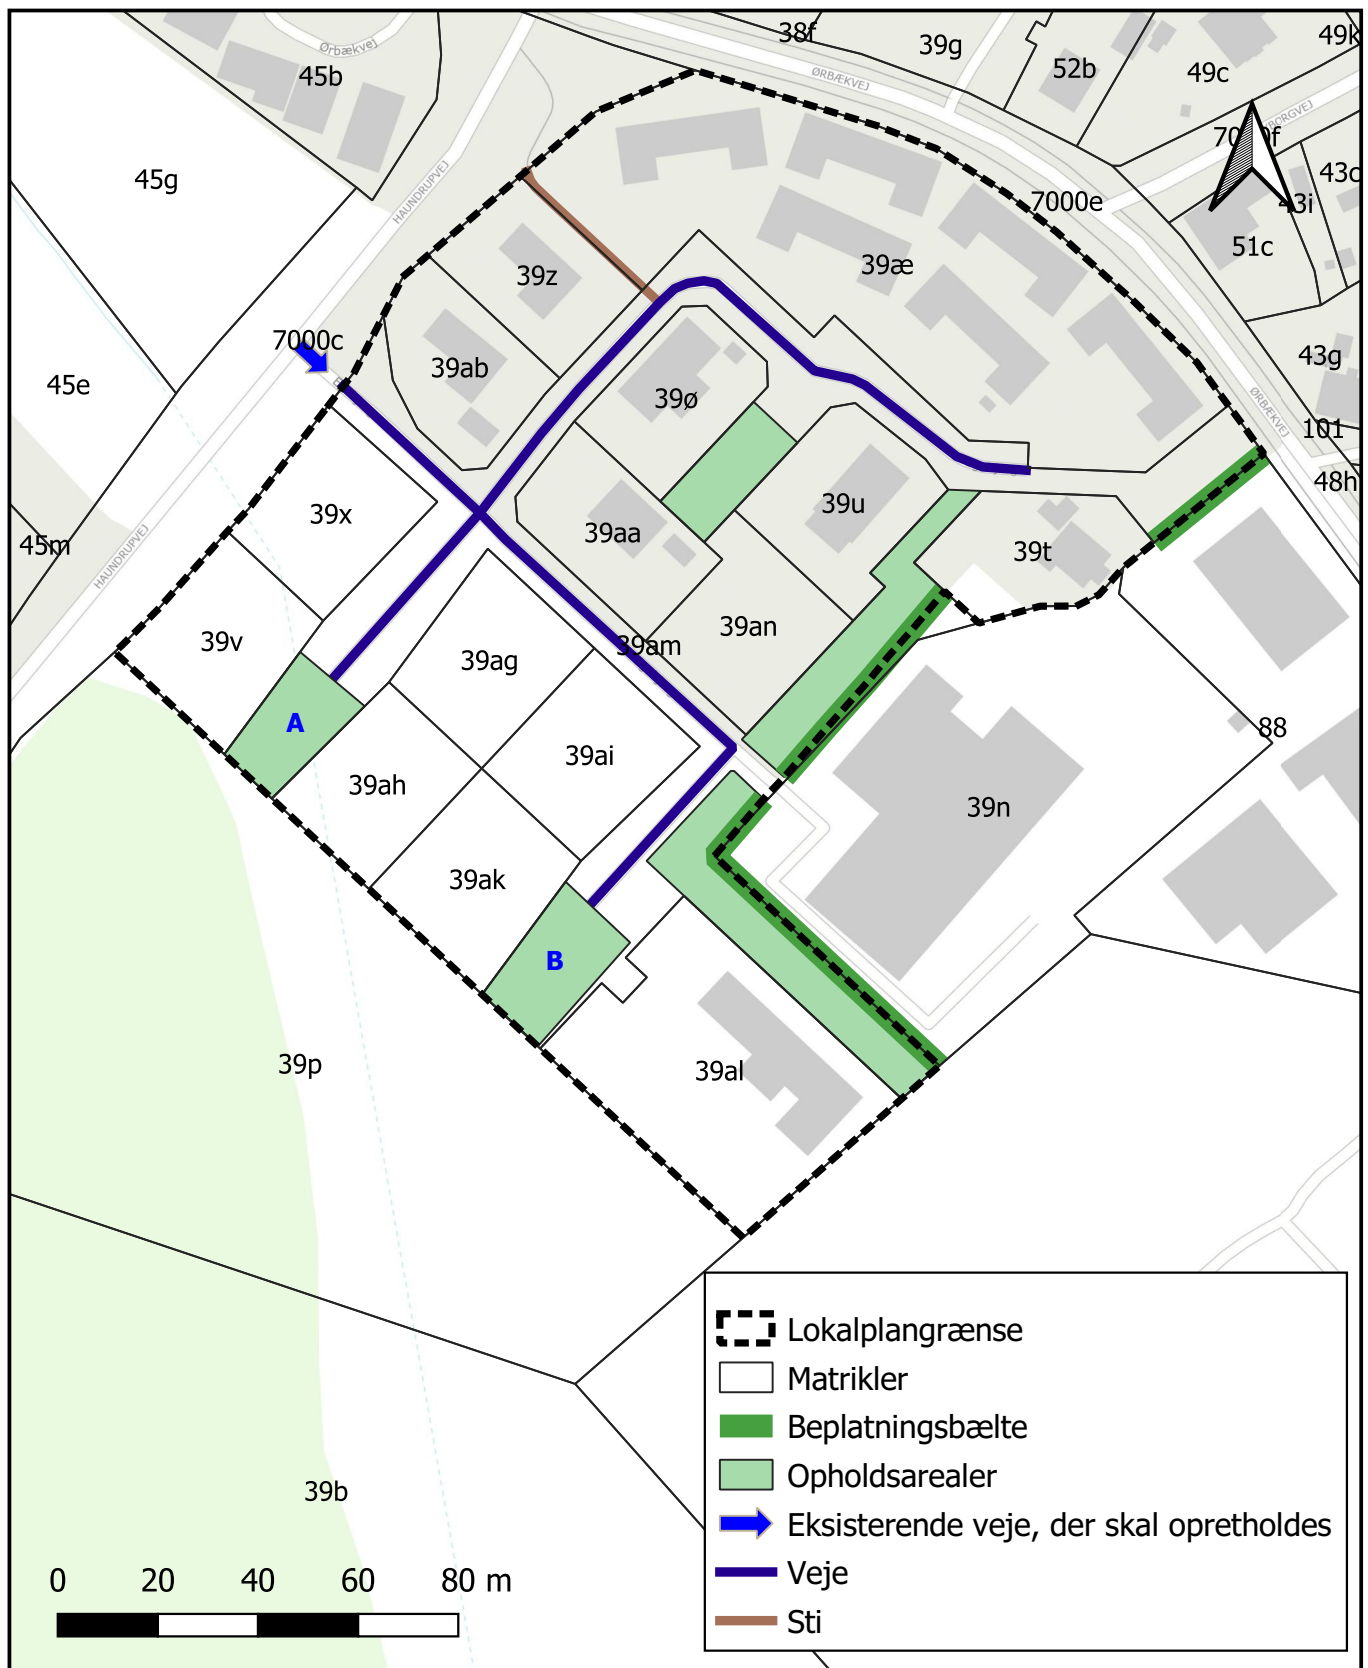 38f
39g
49k
Ørbækvej
45b
52b
49c
ØRBÆKVEJ
45g
HAUNDRUPVEJ
7000e
43i
51c
39z
39æ
7000c
39ab
43g
45e
39ø
ØRBÆKVEJ
101
48h
39x
39u
39aa
39t
45m
HAUNDRUPVEJ
39v
39am
39an
39ag
A
39ai
88
39ah
39n
39ak
B
39p
39al
39b
Lokalplangrænse
Matrikler
Beplatningsbælte
Opholdsarealer
Eksisterende veje, der skal opretholdes
Veje
Sti
0 20 40 60 80 m